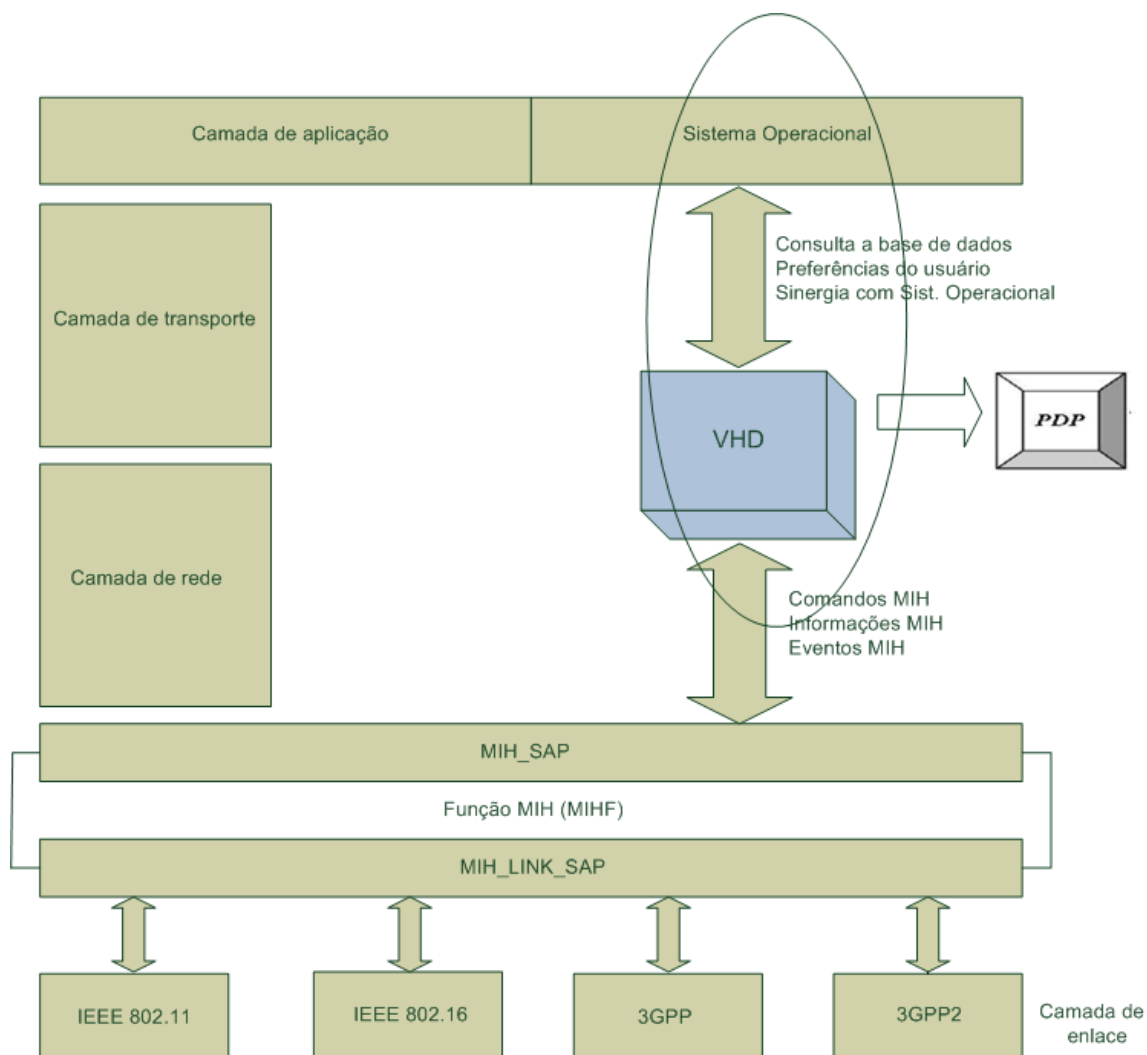 Camada de aplicação
Sistema Operacional
Consulta a base de dados
Preferências do usuário
Sinergia com Sist. Operacional
Camada de transporte
VHD
PDP
Camada de rede
Comandos MIH
Informações MIH
Eventos MIH
MIH_SAP
Função MIH (MIHF)
MIH_LINK_SAP
IEEE 802.11
IEEE 802.16
3GPP
3GPP2
Camada de
enlace